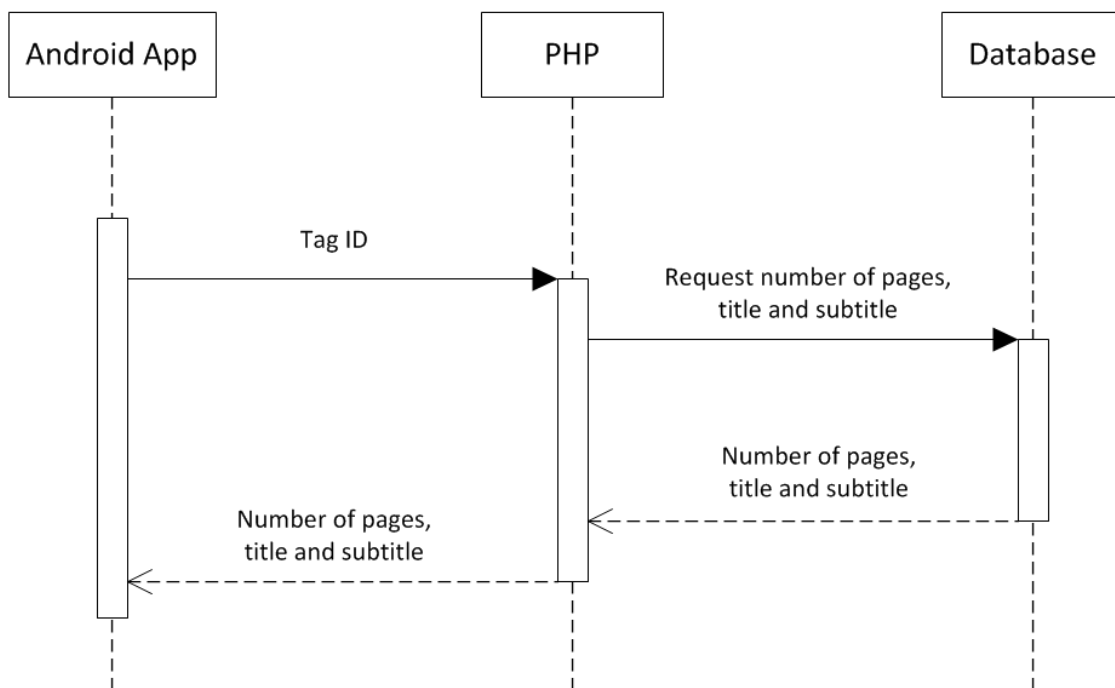 Android App
PHP
Database
Tag ID
Request number of pages,
title and subtitle
Number of pages,
title and subtitle
Number of pages,
title and subtitle